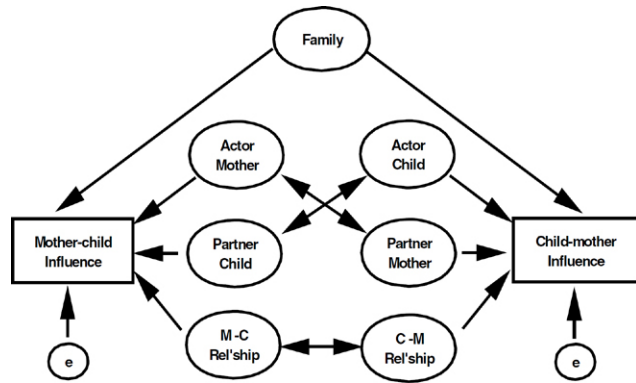 Family
Actor
Mother
Actor
Child
Mother-child
Influence
Partner
Child
Partner
Mother
Child-mother
Influence
M-C
Rel'ship
C-M
Rel'ship
e
e